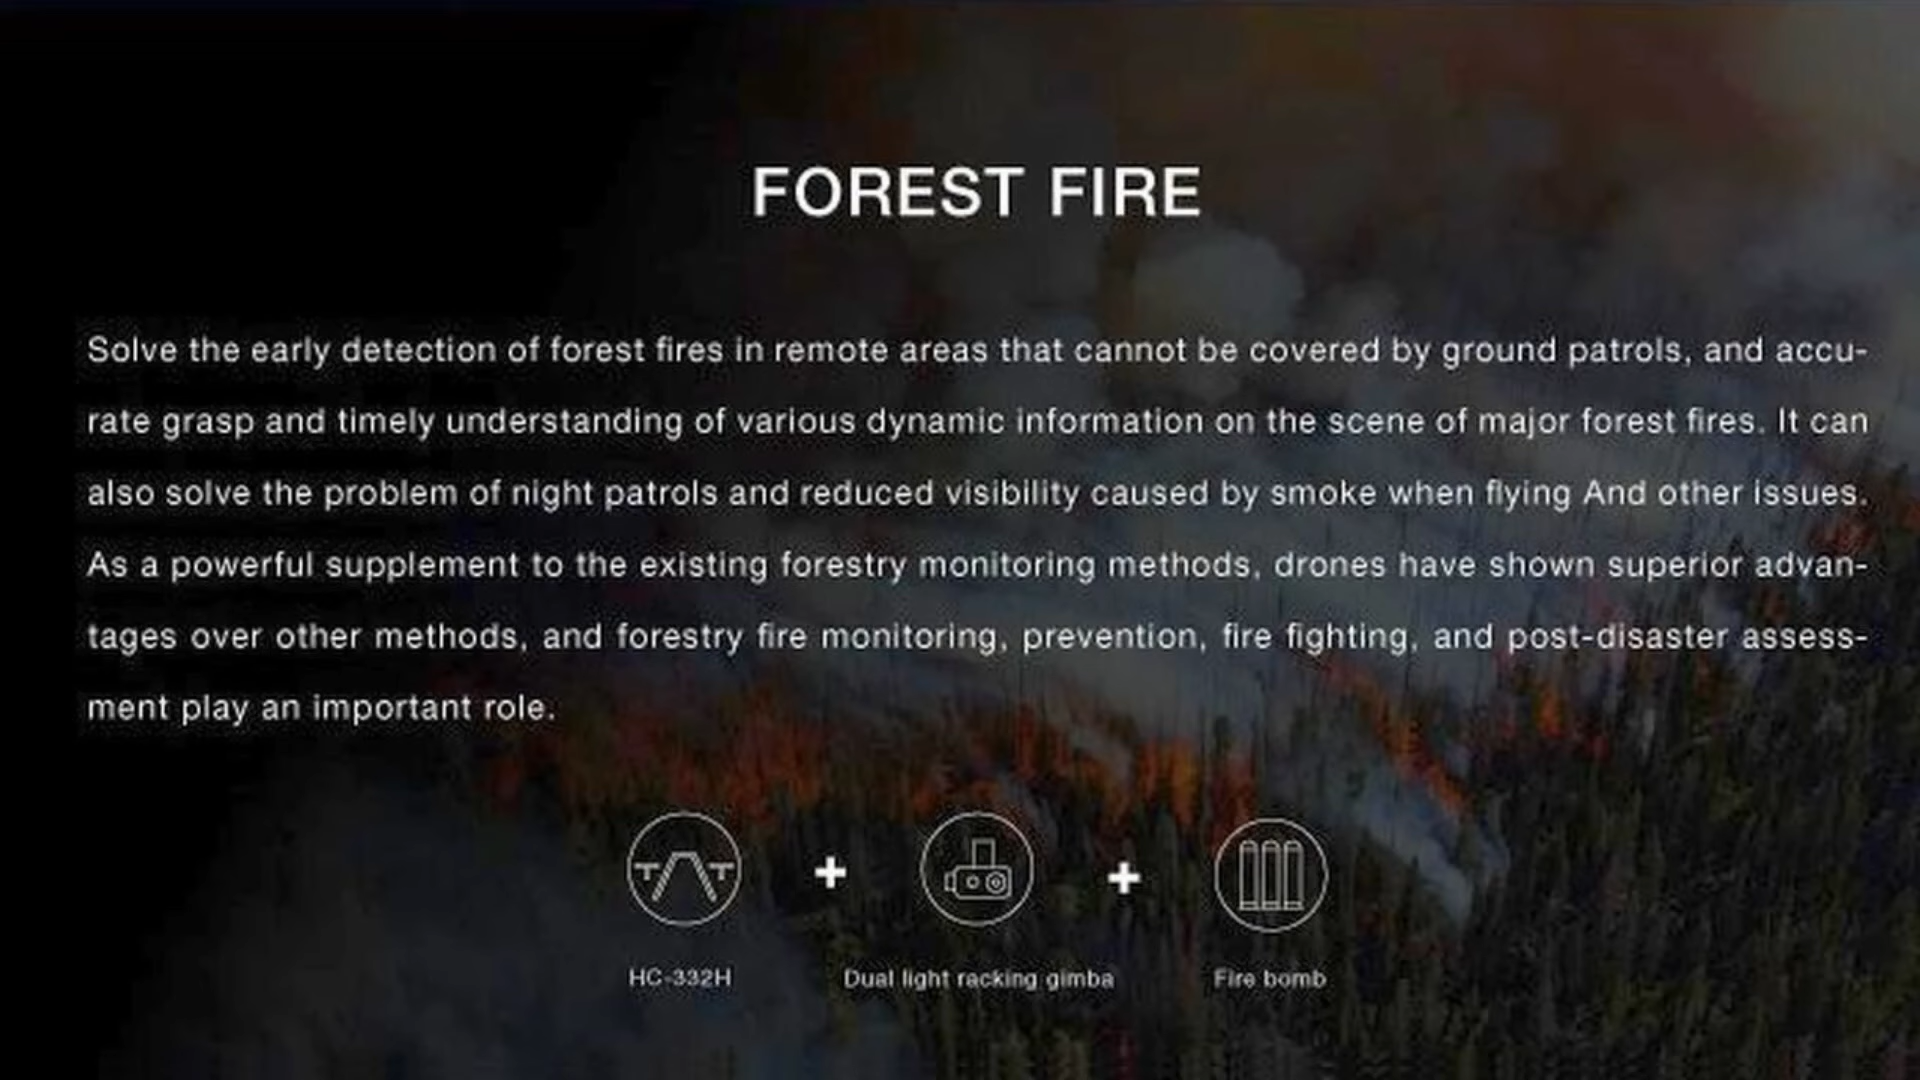 FOREST FIRE
Solve the early detection of forest fires in remote areas that cannot be covered by ground patrols, and accu-
rate grasp and timely understanding of various dynamic information on the scene of major forest fires. It can
also solve the problem of night patrols and reduced visibility caused by smoke when flying And other issues.
As a powerful supplement to the existing forestry monitoring methods, drones have shown superior advan-
tages over other methods, and forestry fire monitoring, prevention, fire fighting, and post-disaster assess-
ment play an important role.
HC-332H + Dual light racking gimba + Fire bomb